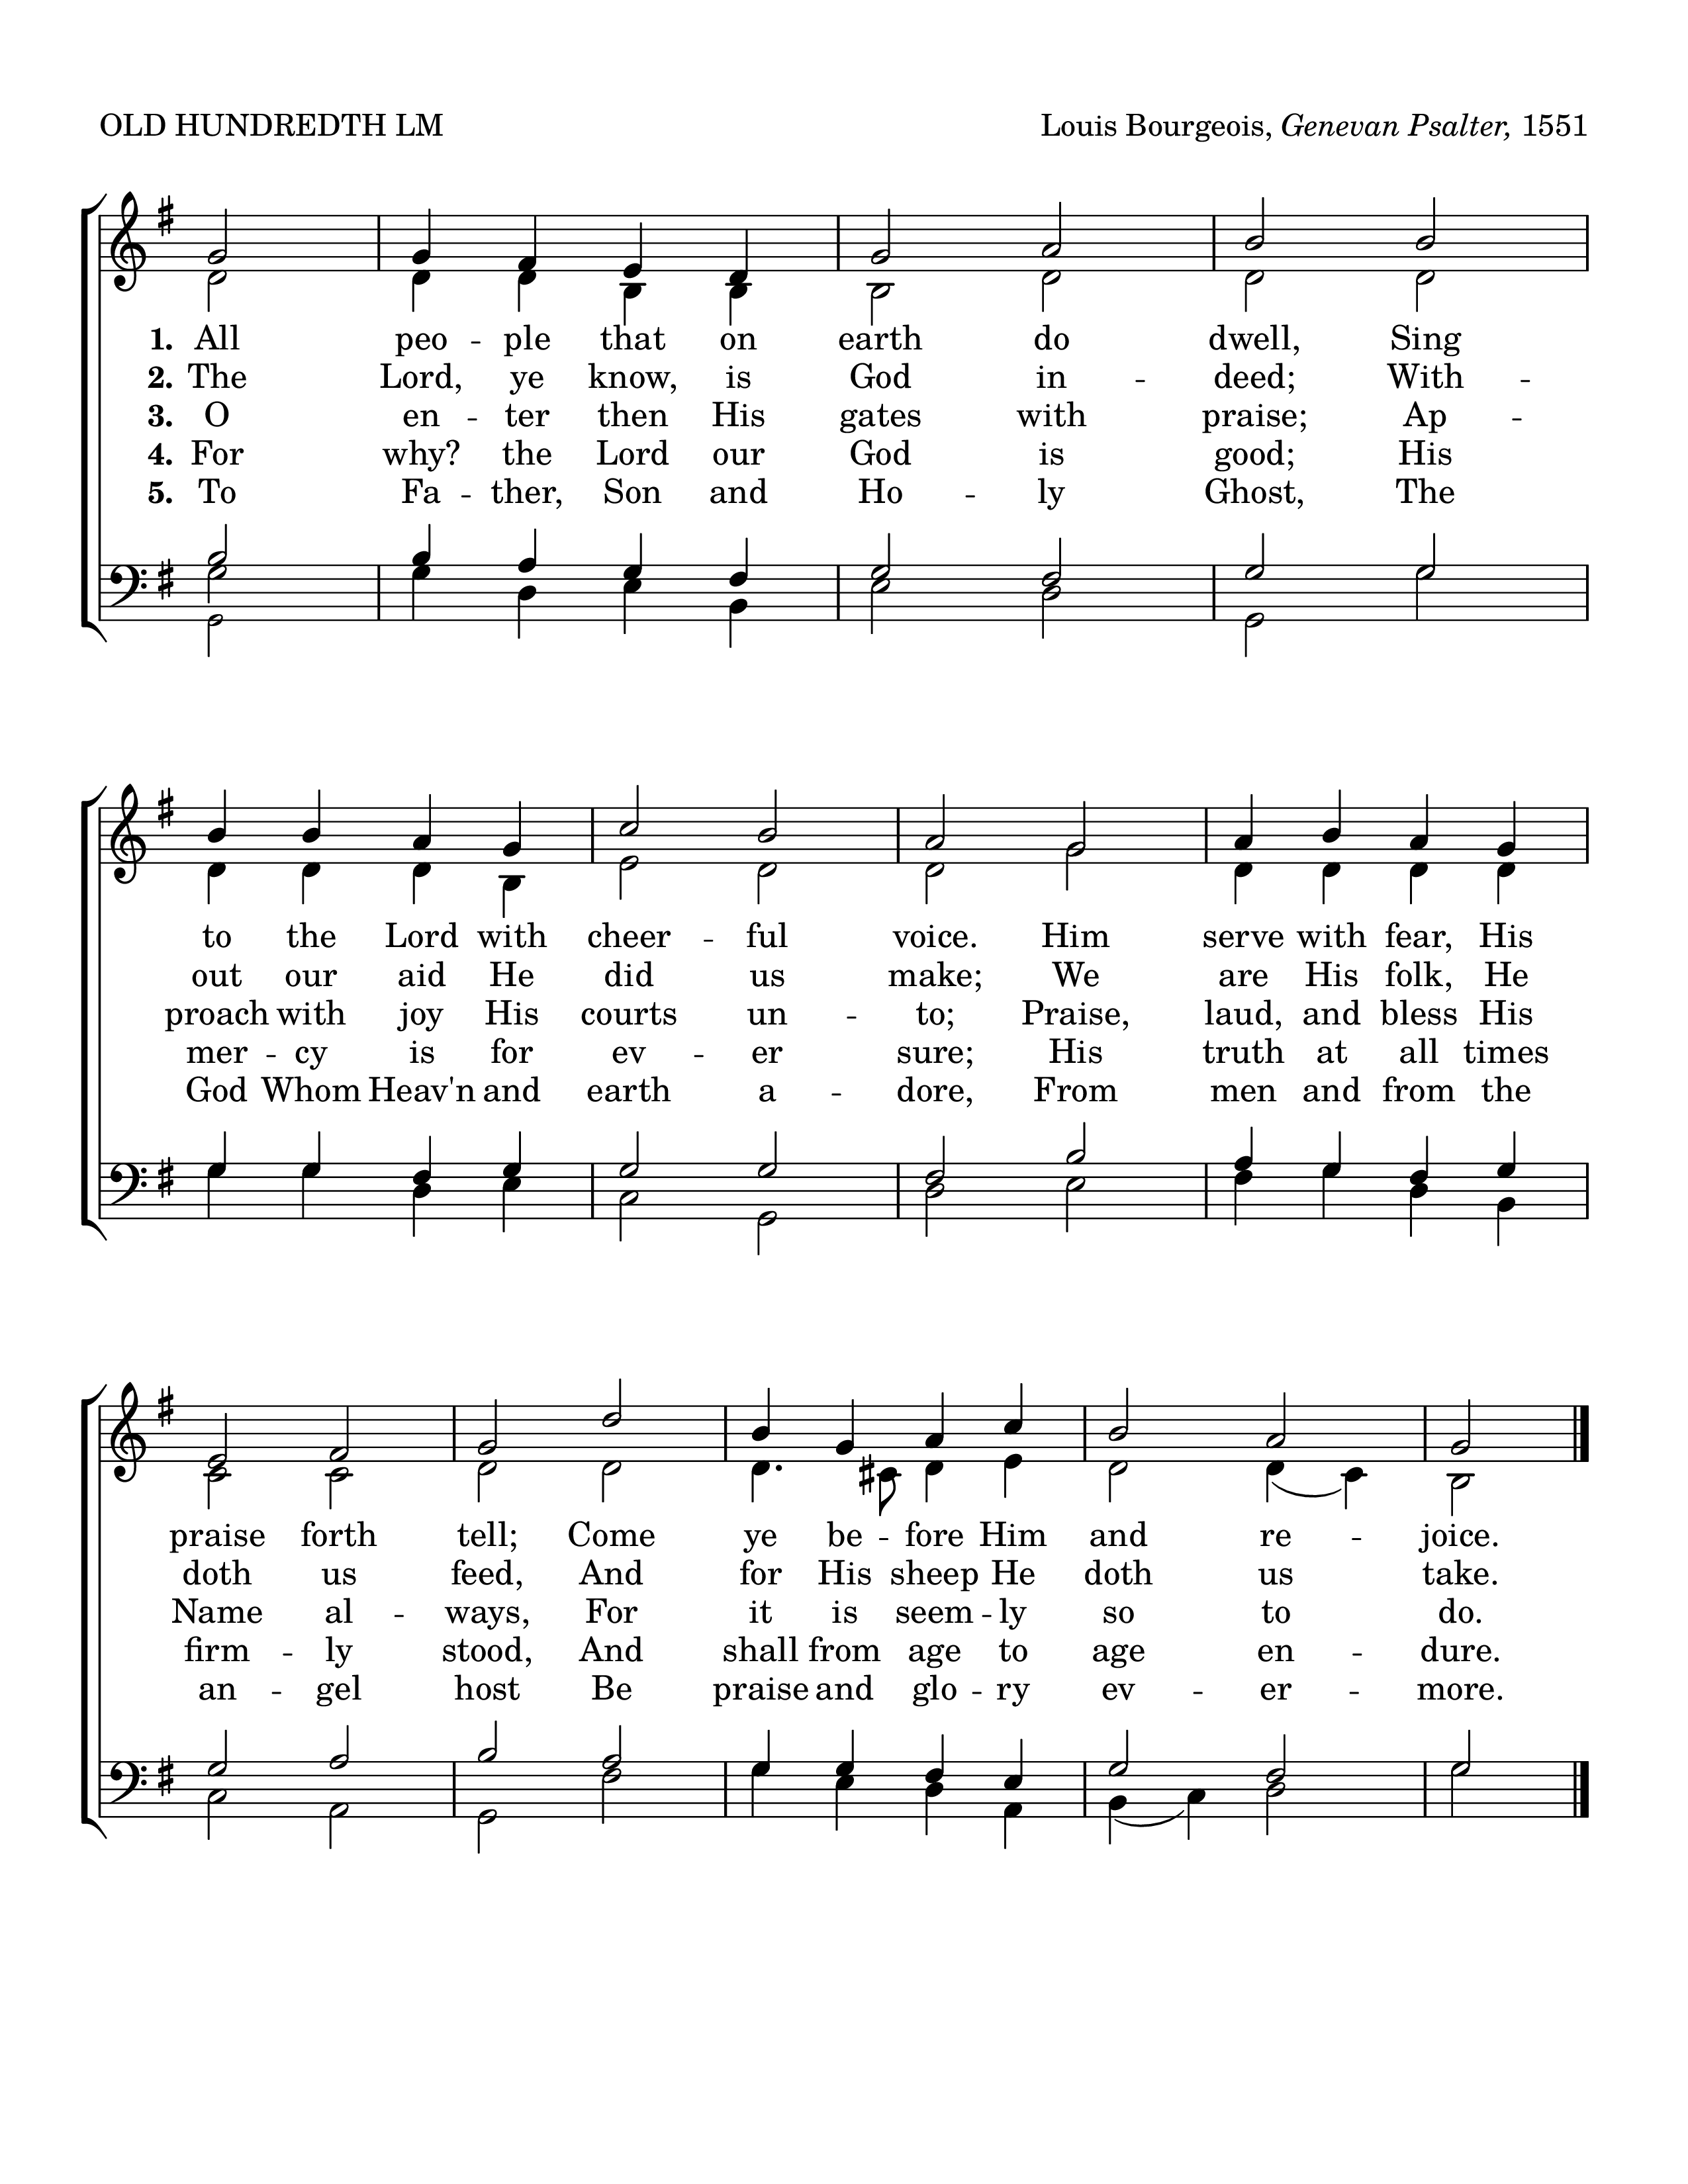 OLD HUNDREDTH LM Louis Bourgeois, Genevan Psalter, 1551
1. All peo - ple that on earth do dwell, Sing
2. The Lord, ye know, is God in - deed; With -
3. O en - ter then His gates with praise; Ap -
4. For why? the Lord our God is good; His
5. To Fa - ther, Son and Ho - ly Ghost, The
to the Lord with cheer - ful voice. Him serve with fear, His
out our aid He did us make; We are His folk, He
proach with joy His courts un - to; Praise, laud, and bless His
mer - cy is for ev - er sure; His truth at all times
God Whom Heav'n and earth a - dore, From men and from the
praise forth tell; Come ye be - fore Him and re - joice.
doth us feed, And for His sheep He doth us take.
Name al - ways, For it is seem - ly so to do.
firm - ly stood, And shall from age to age en - dure.
an - gel host Be praise and glo - ry ev - er - more.